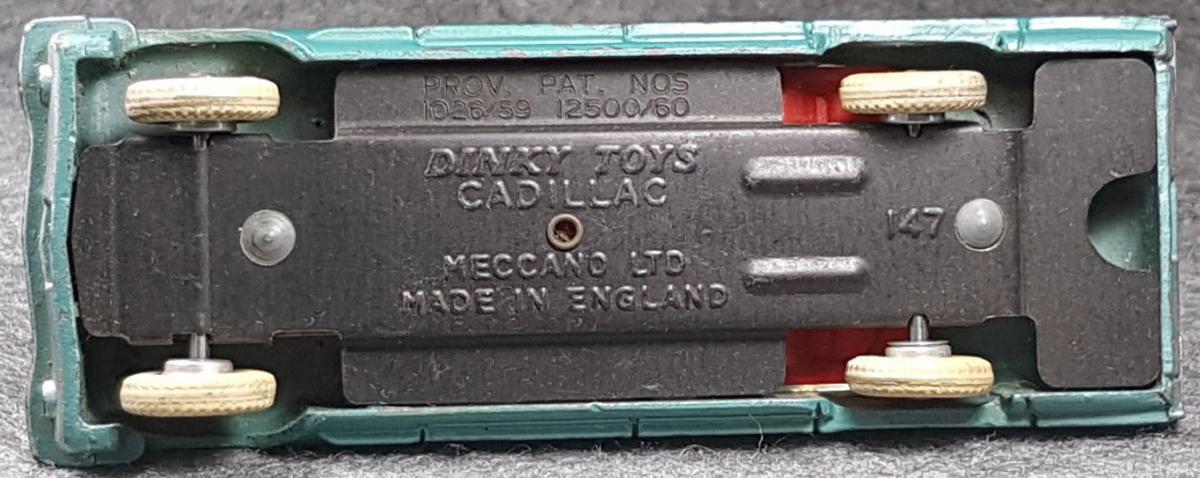 PROV. PAT. NOS
1026/59 12500/60
DINKY TOYS
CADILLAC
147
MECCANO LTD
MADE IN ENGLAND